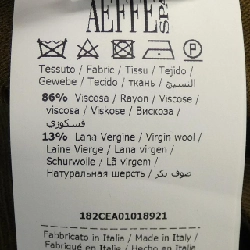 AEFFE SPA
Tessuto / Fabric / Tissu / Tejido /
Gewebe / Tecido / ткань / النسيج
86% Viscosa / Rayon / Viscose /
viscosa / Viskose / Вискоза /
فسكوزي
13% Lana Vergine / Virgin wool /
Laine Vierge / Lana virgen /
Schurwolle / Lã Virgem /
Натуральная шерсть / صوف بكر
182CEA01018921
Fabbricato in Italia / Made in Italy /
Fabriqué en Italie / Hecho en Italia